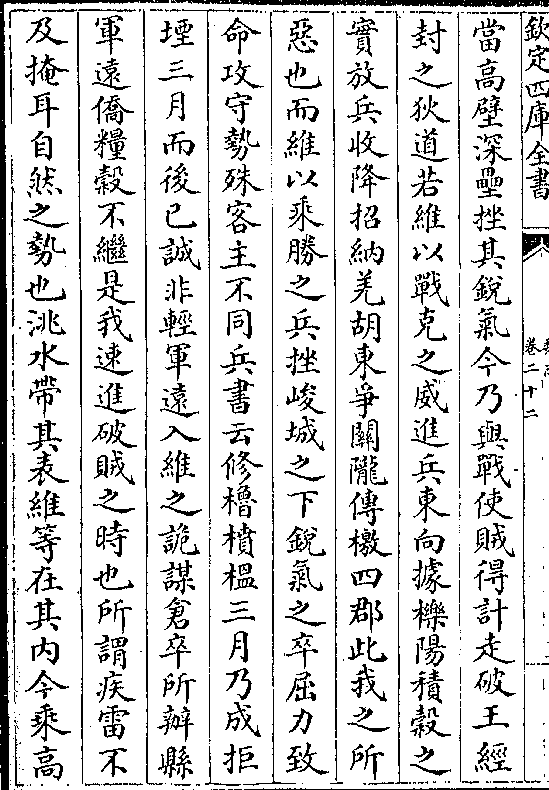 欽定四庫全書
卷二十二
當高壁深壘挫其鋭氣今乃與戰使賊得計走破王經
封之狄道若維以戰克之威進兵東向據櫟陽積穀之
實放兵收降招納羌胡東爭關隴傳檄四郡此我之所
惡也而維以乘勝之兵挫峻城之下鋭氣之卒屈力致
命攻守勢殊客主不同兵書云修櫓橨榅三月乃成拒
堙三月而後已誠非輕軍逺入維之詭謀倉卒所辦縣
軍逺僑糧穀不繼是我速進破賊之時也所謂疾雷不
及掩耳自然之勢也洮水帶其表維等在其内今乘高